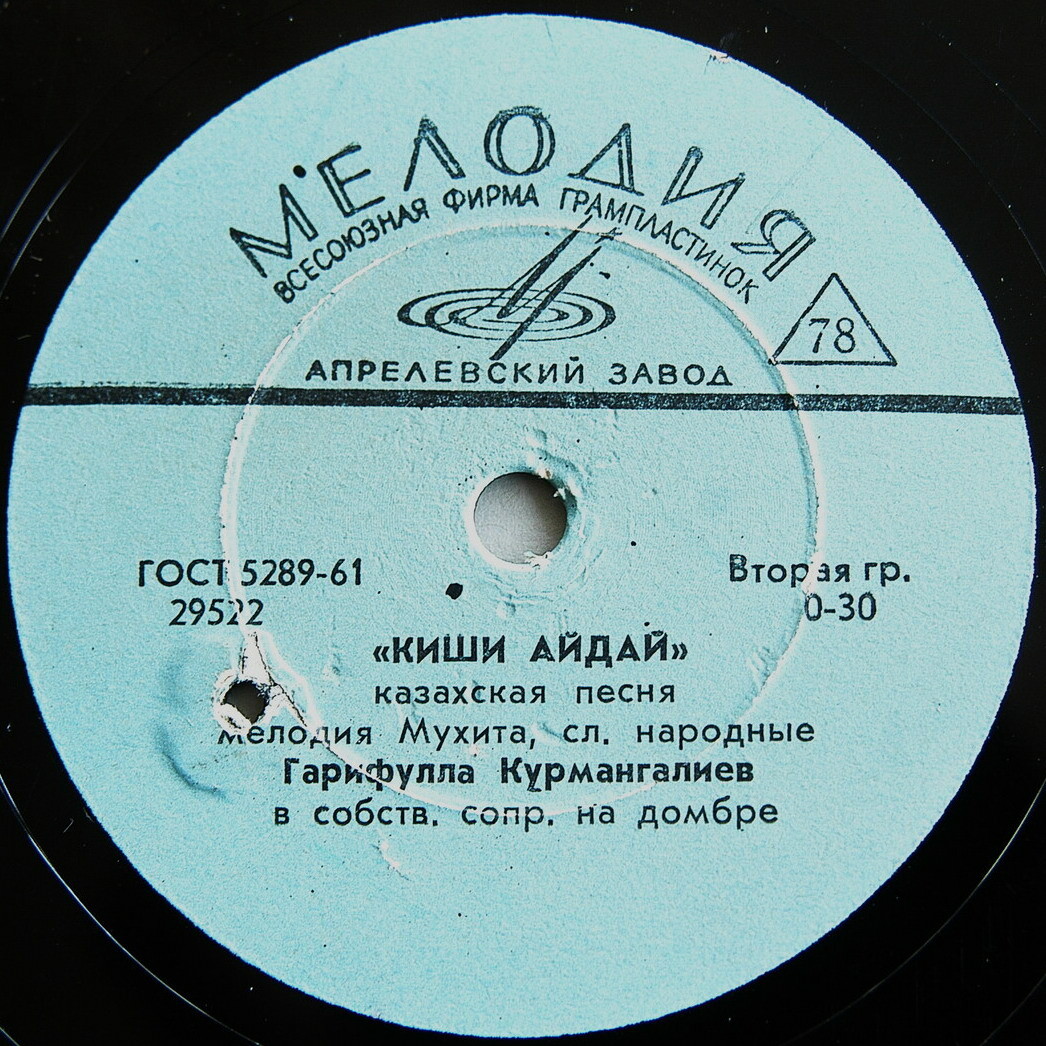 МЕЛОДИЯ
ВСЕСОЮЗНАЯ ФИРМА ГРАМПЛАСТИНОК
78
АПРЕЛЕВСКИЙ ЗАВОД
ГОСТ 5289-61
29522
Вторая гр.
0-30
«КИШИ АЙДАЙ»
казахская песня
мелодия Мухита, сл. народные
Гарифулла Курмангалиев
в собств. сопр. на домбре